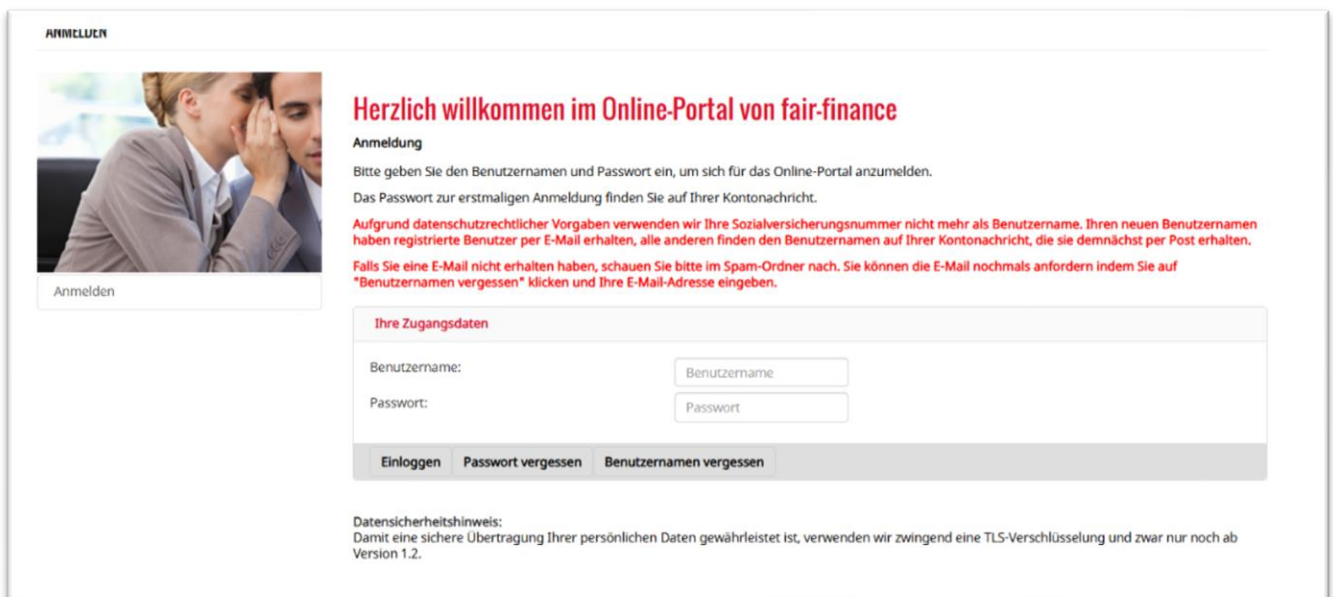 ANMELDEN
Herzlich willkommen im Online-Portal von fair-finance
Anmeldung
Bitte geben Sie den Benutzernamen und Passwort ein, um sich für das Online-Portal anzumelden.
Das Passwort zur erstmaligen Anmeldung finden Sie auf Ihrer Kontonachricht.
Aufgrund datenschutzrechtlicher Vorgaben verwenden wir Ihre Sozialversicherungsnummer nicht mehr als Benutzername. Ihren neuen Benutzernamen
haben registrierte Benutzer per E-Mail erhalten, alle anderen finden den Benutzernamen auf Ihrer Kontonachricht, die sie demnächst per Post erhalten.
Falls Sie eine E-Mail nicht erhalten haben, schauen Sie bitte im Spam-Ordner nach. Sie können die E-Mail nochmals anfordern indem Sie auf
"Benutzernamen vergessen" klicken und Ihre E-Mail-Adresse eingeben.
Anmelden
Ihre Zugangsdaten
Benutzername:
Benutzername
Passwort:
Passwort
Einloggen Passwort vergessen Benutzernamen vergessen
Datensicherheitshinweis:
Damit eine sichere Übertragung Ihrer persönlichen Daten gewährleistet ist, verwenden wir zwingend eine TLS-Verschlüsselung und zwar nur noch ab
Version 1.2.